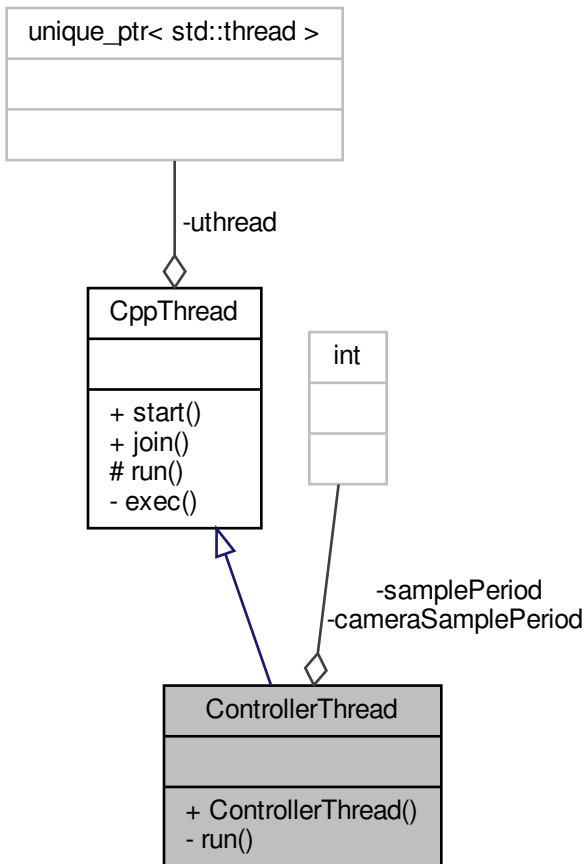 unique_ptr< std::thread >
-uthread
CppThread
+ start()
+ join()
# run()
- exec()
int
-samplePeriod
-cameraSamplePeriod
ControllerThread
+ ControllerThread()
- run()